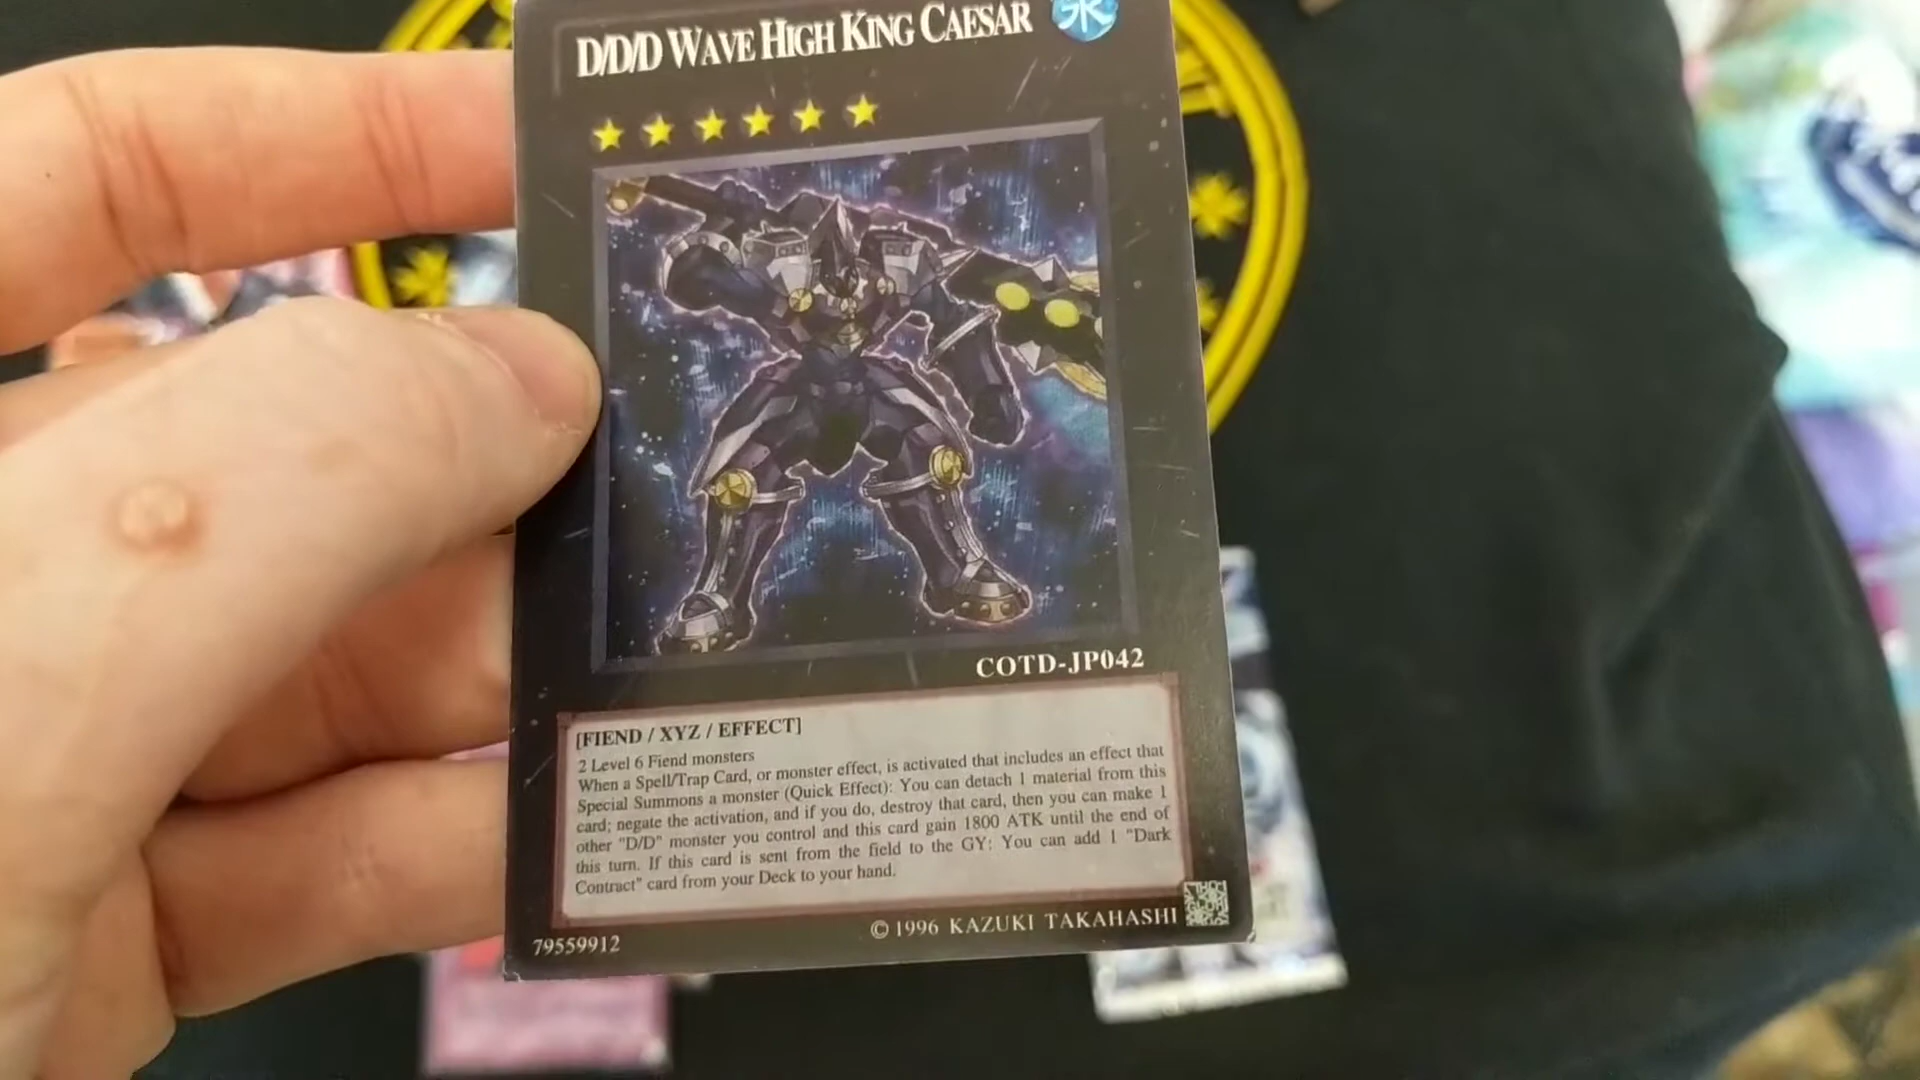 D/D/D WAVE HIGH KING CAESAR
水
COTD-JP042
[FIEND / XYZ / EFFECT]
2 Level 6 Fiend monsters
When a Spell/Trap Card, or monster effect, is activated that includes an effect that
Special Summons a monster (Quick Effect): You can detach 1 material from this
card; negate the activation, and if you do, destroy that card, then you can make 1
other "D/D" monster you control and this card gain 1800 ATK until the end of
this turn. If this card is sent from the field to the GY: You can add 1 "Dark
Contract" card from your Deck to your hand.
79559912
© 1996 KAZUKI TAKAHASHI